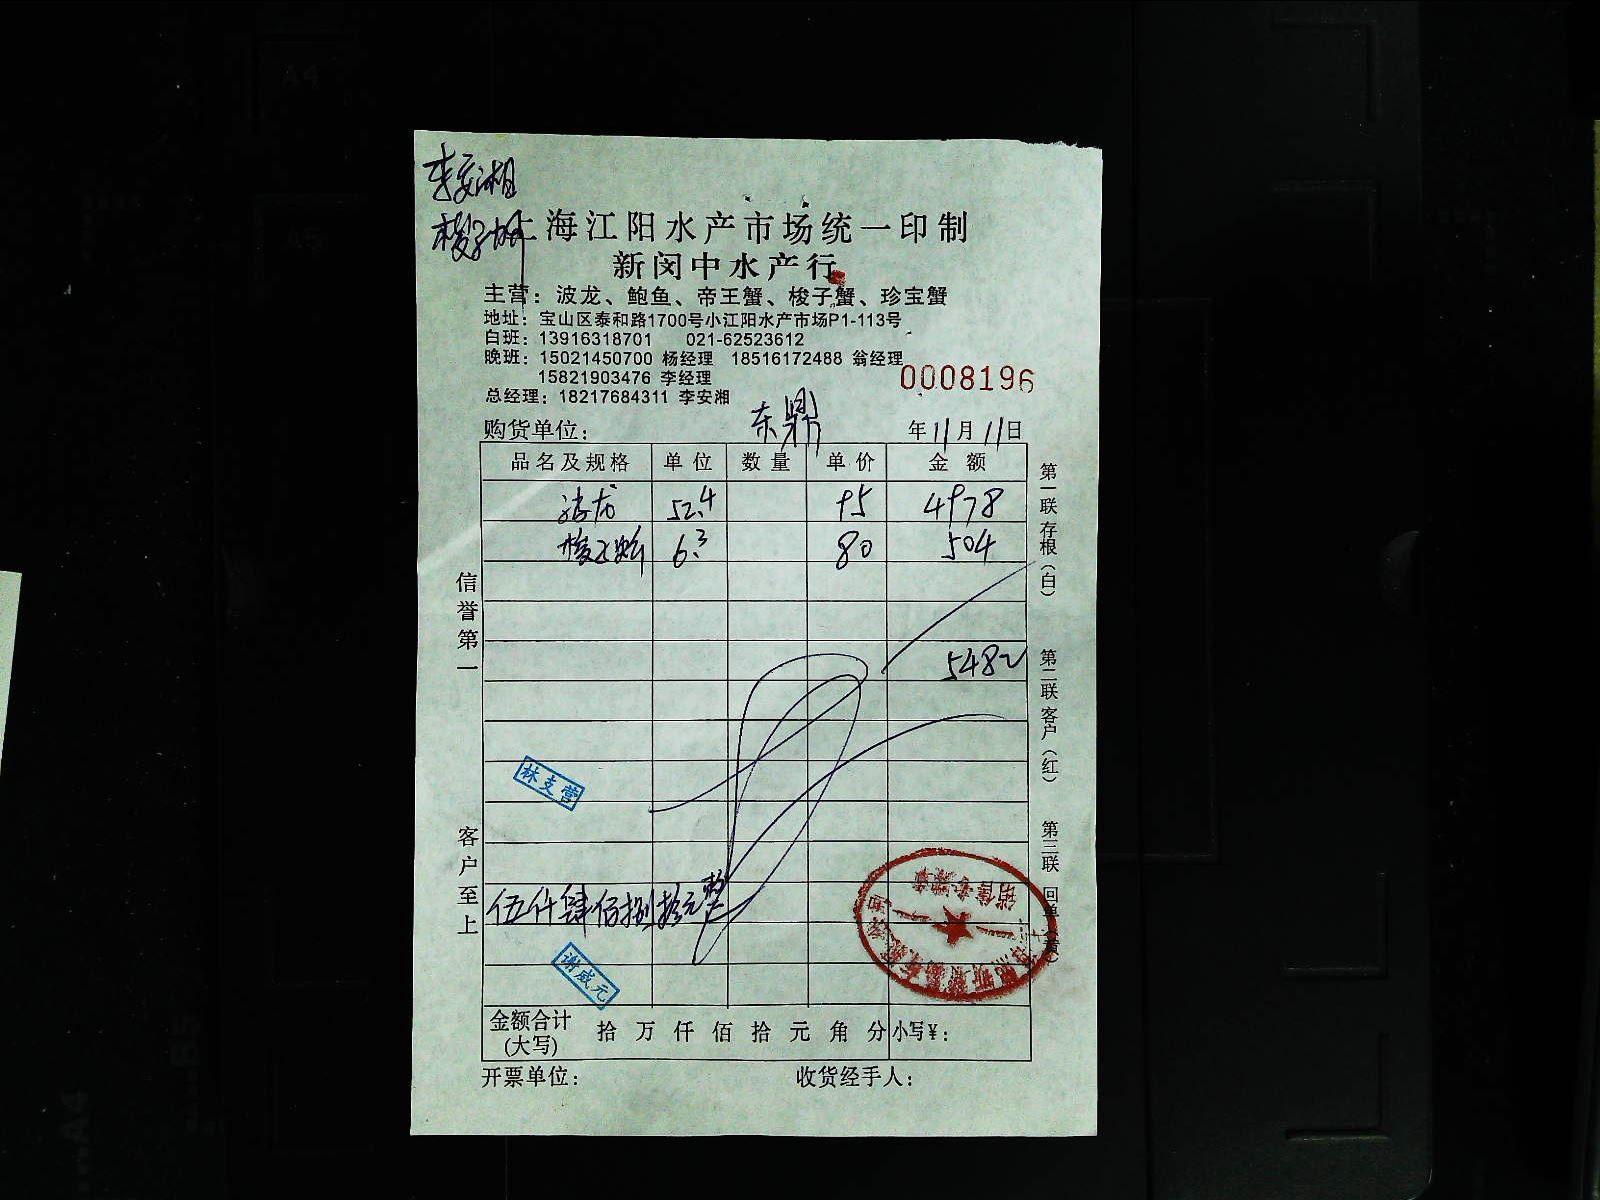 李安湘
梭子蟹
上海江阳水产市场统一印制
新闵中水产行
主营：波龙、鲍鱼、帝王蟹、梭子蟹、珍宝蟹
地址：宝山区泰和路1700号小江阳水产市场P1-113号
白班：13916318701 021-62523612
晚班：15021450700 杨经理 18516172488 翁经理
15821903476 李经理
0008196
总经理：18217684311 李安湘
购货单位： 东鼎 年11月11日
品名及规格 单位 数量 单价 金额
波龙 52.4 95 4978
梭子蟹 6.3 80 504
5482
林支营
伍仟肆佰捌拾元整
谢威元
金额合计(大写) 拾 万 仟 佰 拾 元 角 分 小写¥：
开票单位： 收货经手人：
信誉第一
客户至上
第一联 存根（白）
第二联 客户（红）
第三联 回单（黄）